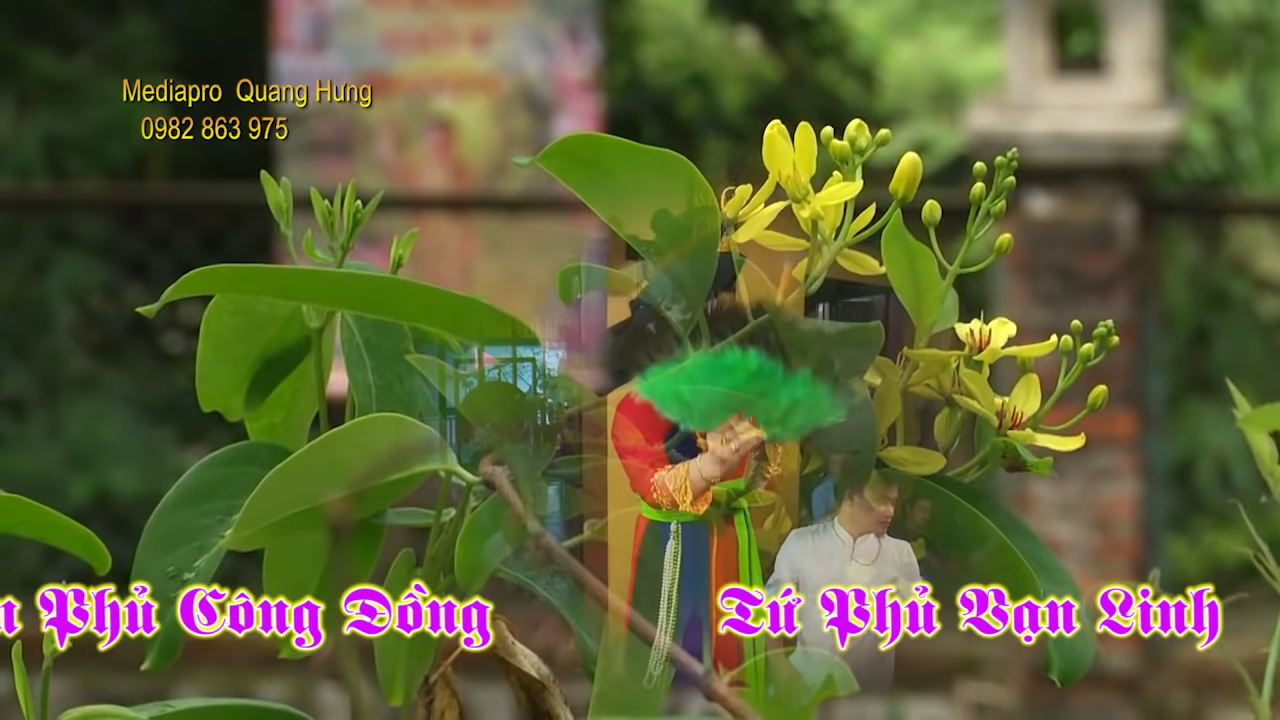 Mediapro Quang Hưng
0982 863 975
Phủ Công Đồng Tứ Phủ Vạn Linh